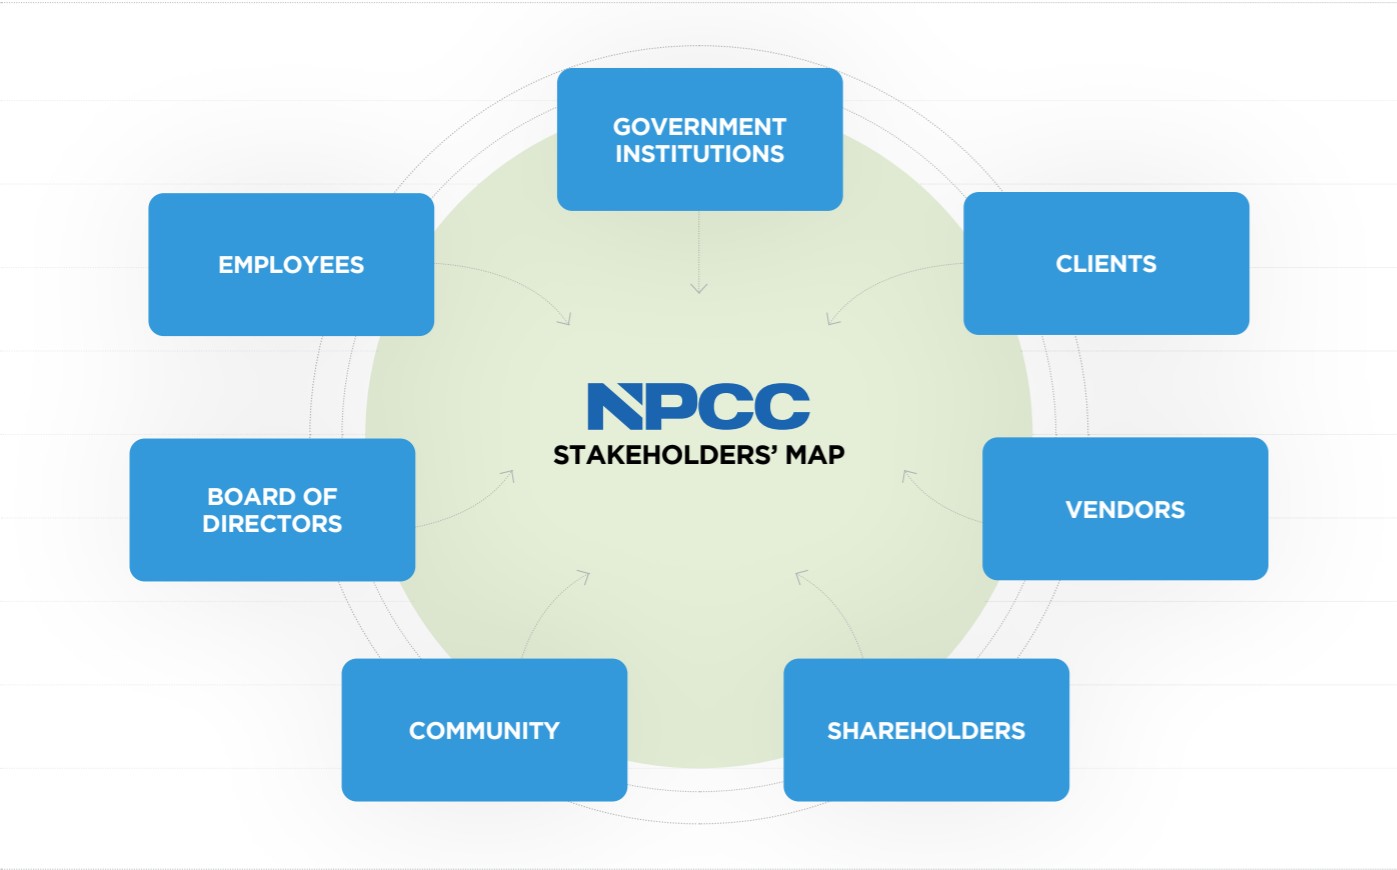 GOVERNMENT
INSTITUTIONS
EMPLOYEES
CLIENTS
NPCC
STAKEHOLDERS’ MAP
BOARD OF
DIRECTORS
VENDORS
COMMUNITY
SHAREHOLDERS